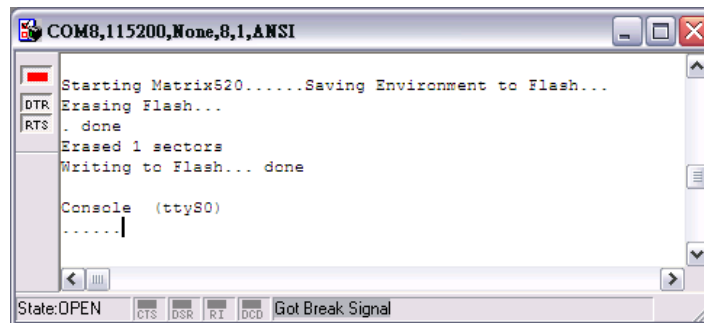 COM8,115200,None,8,1,ANSI
Starting Matrix520......Saving Environment to Flash...
DTR
Erasing Flash...
RTS
. done
Erased 1 sectors
Writing to Flash... done
Console (ttyS0)
......
State:OPEN CTS DSR RI DCD Got Break Signal